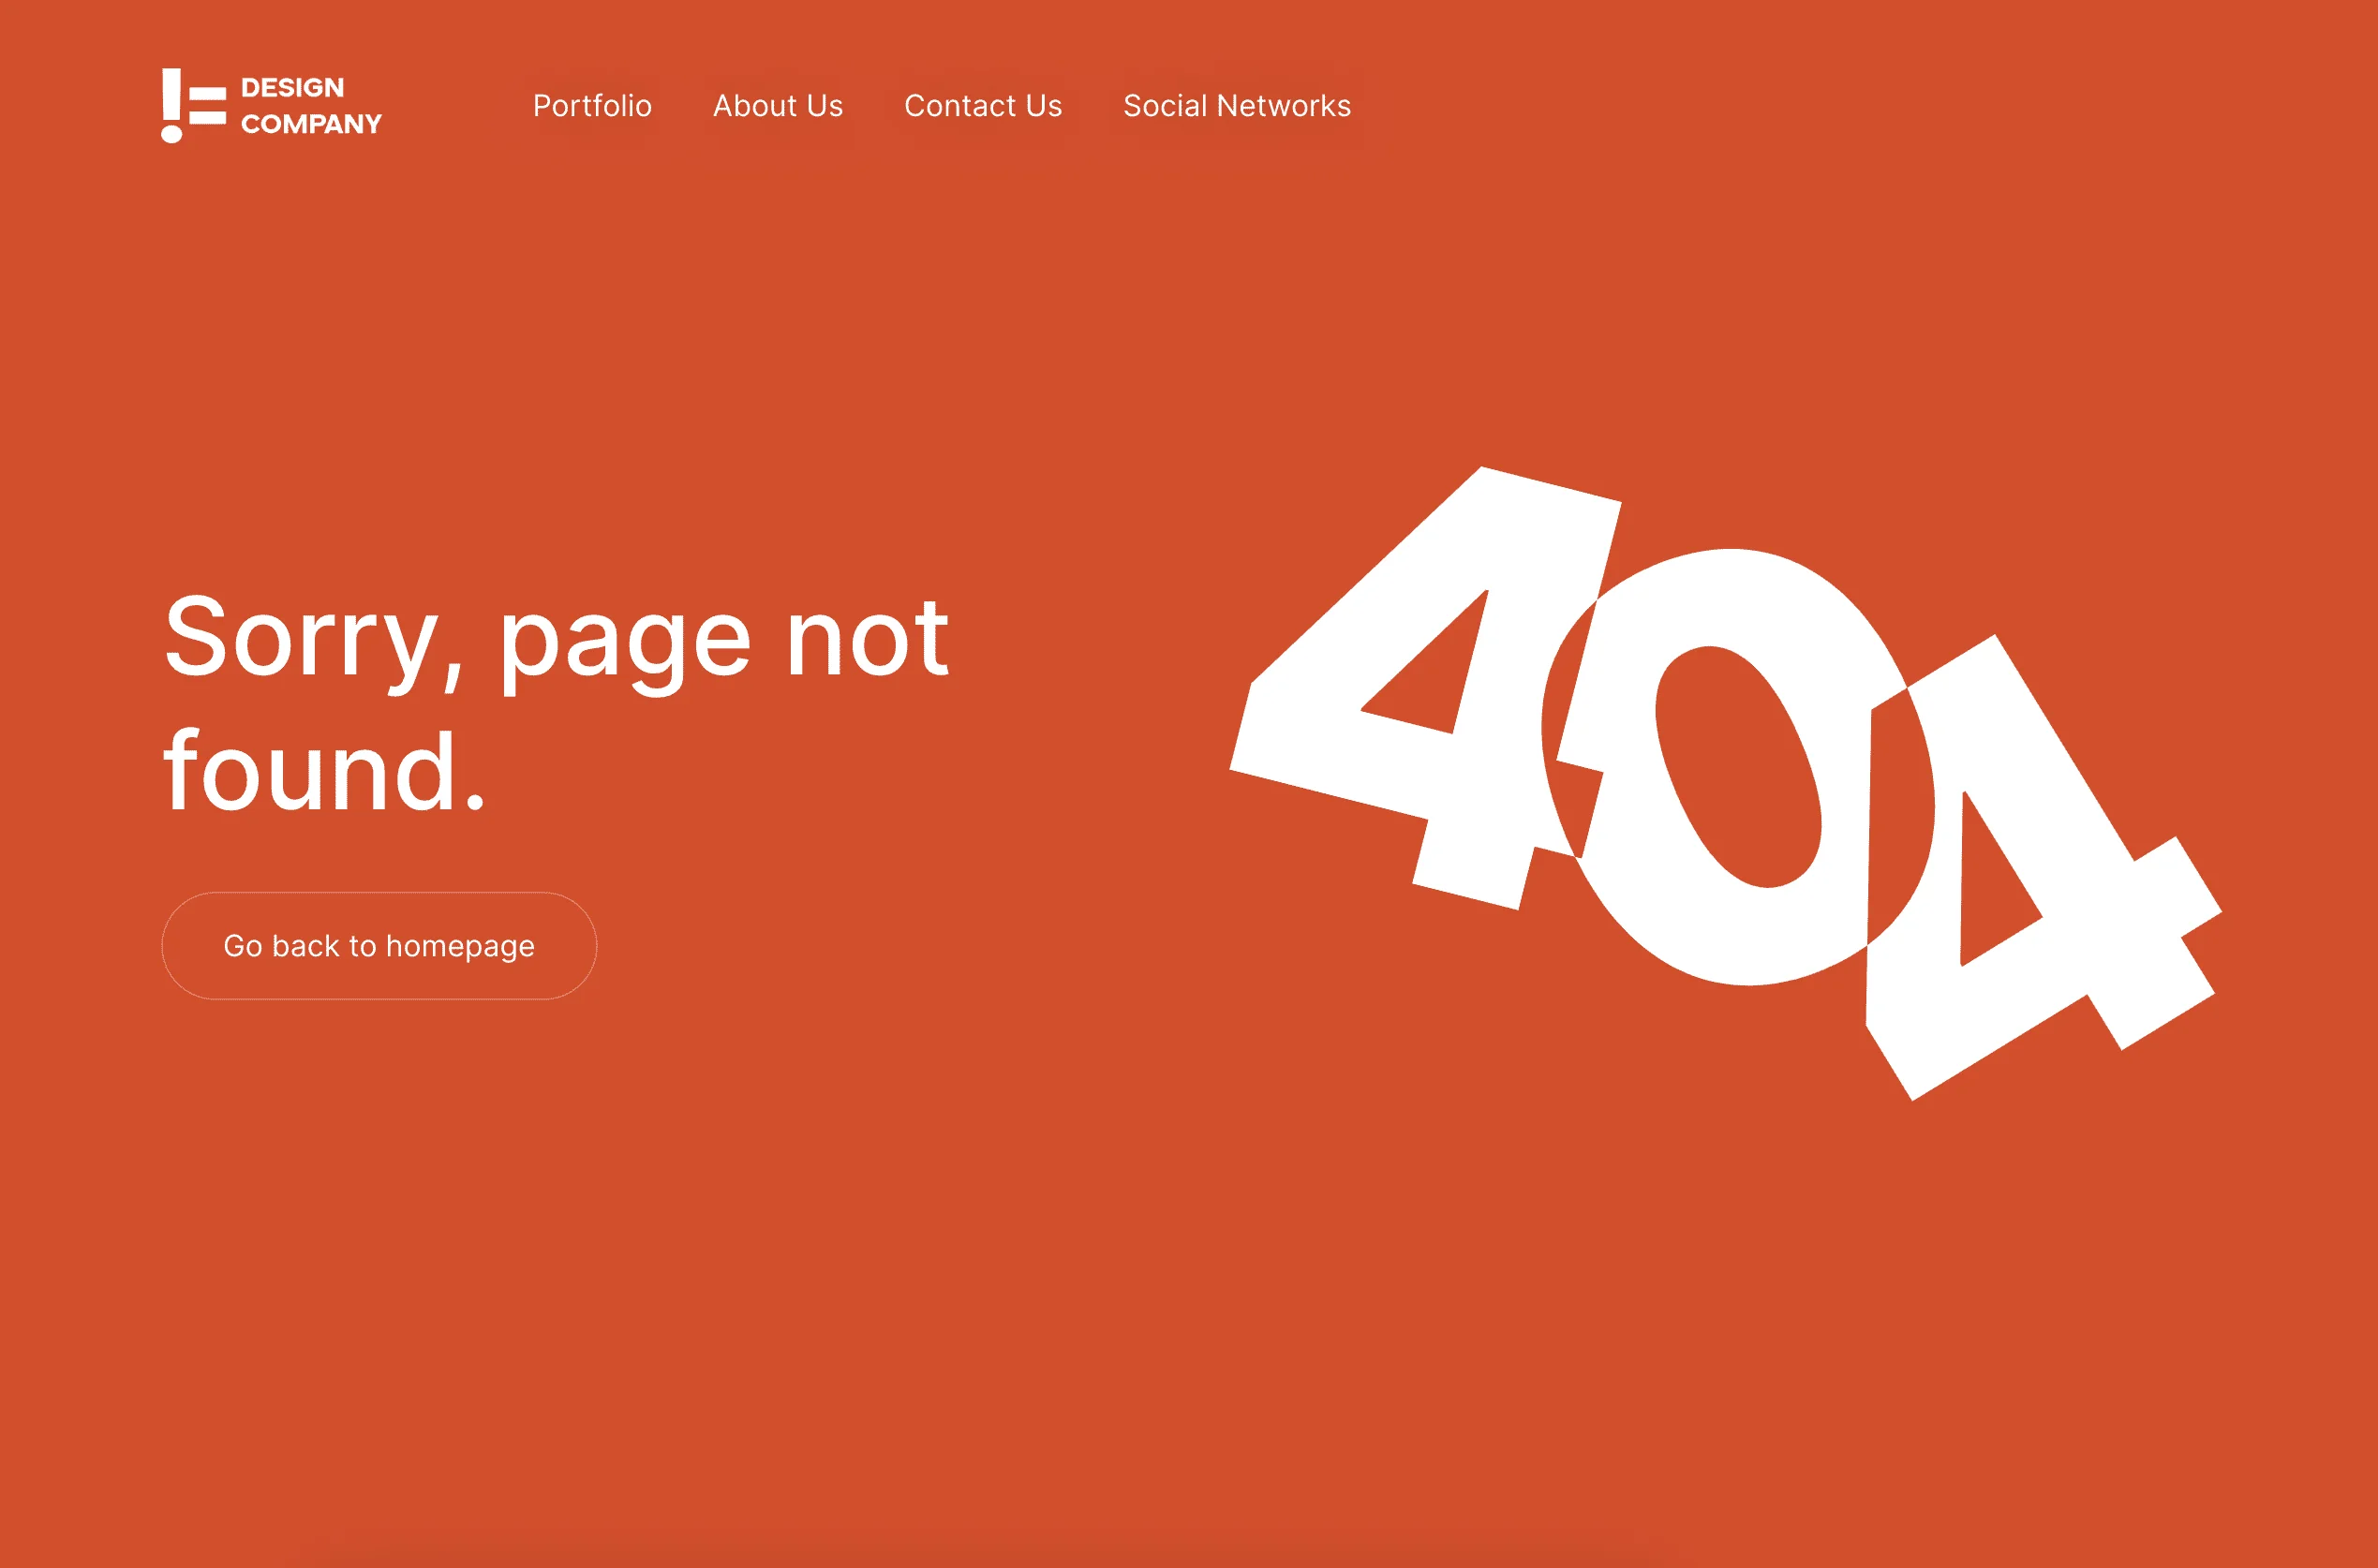 !=
DESIGN
COMPANY
Portfolio
About Us
Contact Us
Social Networks
Sorry, page not
found.
Go back to homepage
404